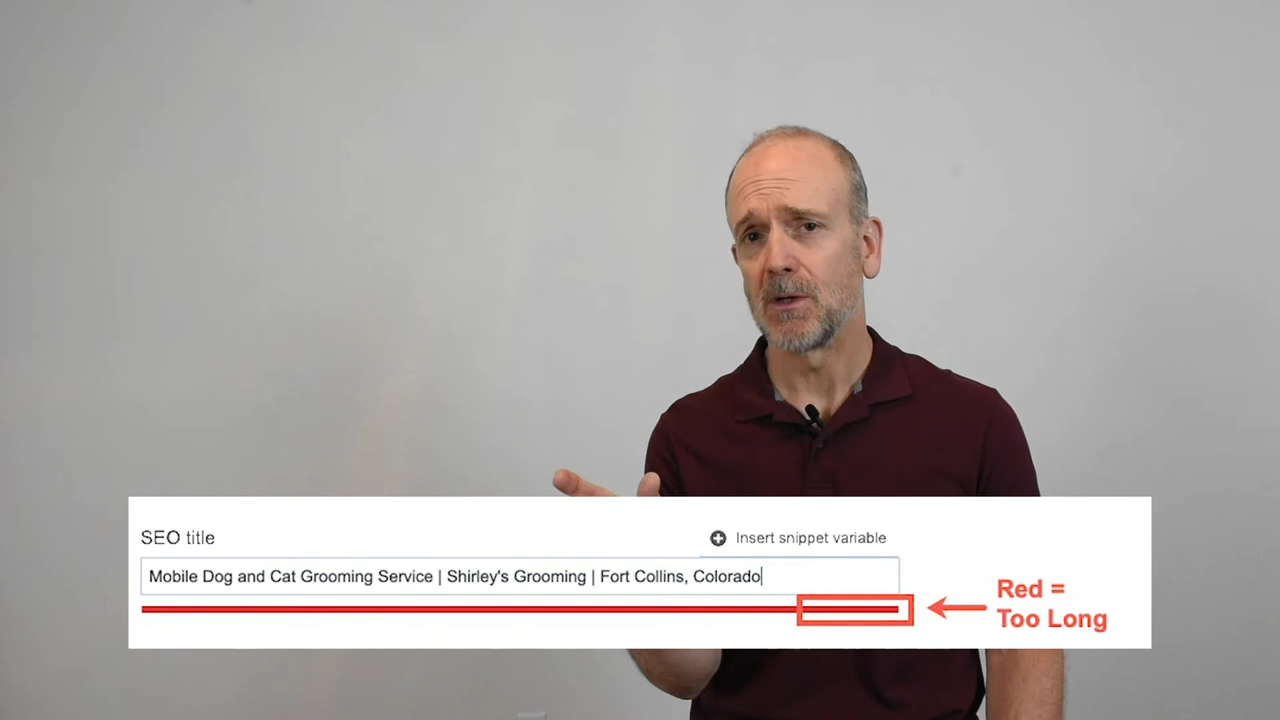 SEO title
Insert snippet variable
Mobile Dog and Cat Grooming Service | Shirley's Grooming | Fort Collins, Colorado
Red =
Too Long